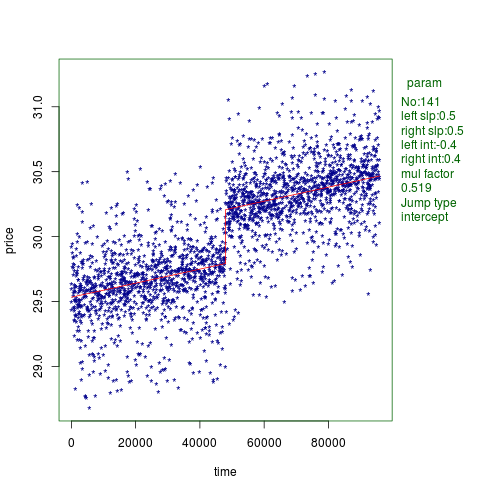 param
No:141
left slp:0.5
right slp:0.5
left int:-0.4
right int:0.4
mul factor
0.519
Jump type
intercept
price
31.0
30.5
30.0
29.5
29.0
0 20000 40000 60000 80000
time